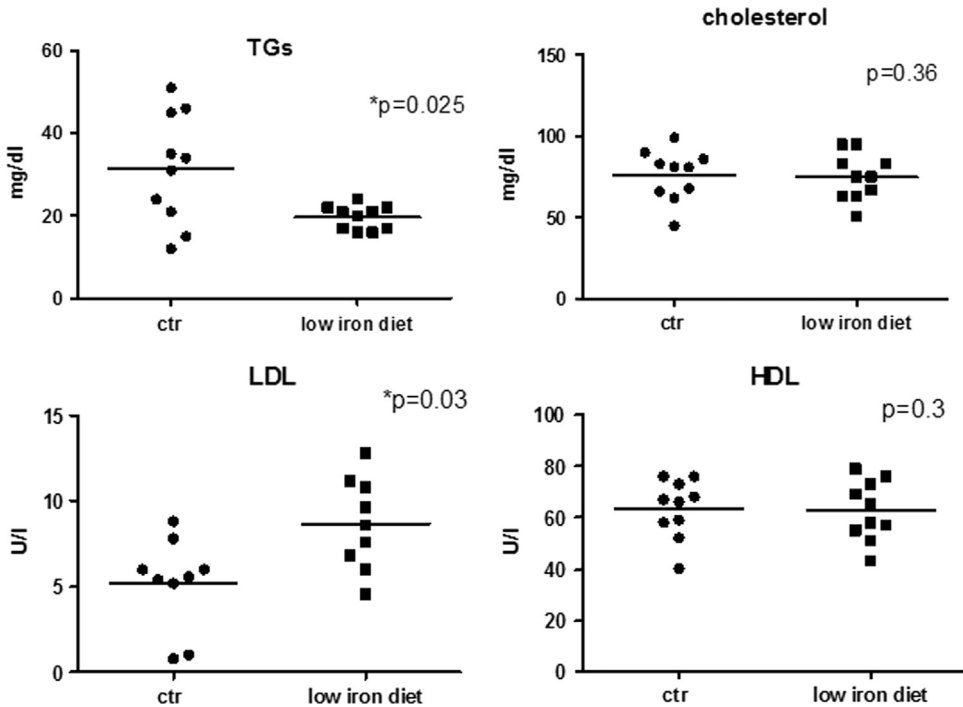 TGs
*p=0.025
mg/dl
60
40
20
0
ctr
low iron diet
cholesterol
p=0.36
mg/dl
150
100
50
0
ctr
low iron diet
LDL
*p=0.03
U/l
15
10
5
0
ctr
low iron diet
HDL
p=0.3
U/l
100
80
60
40
20
0
ctr
low iron diet